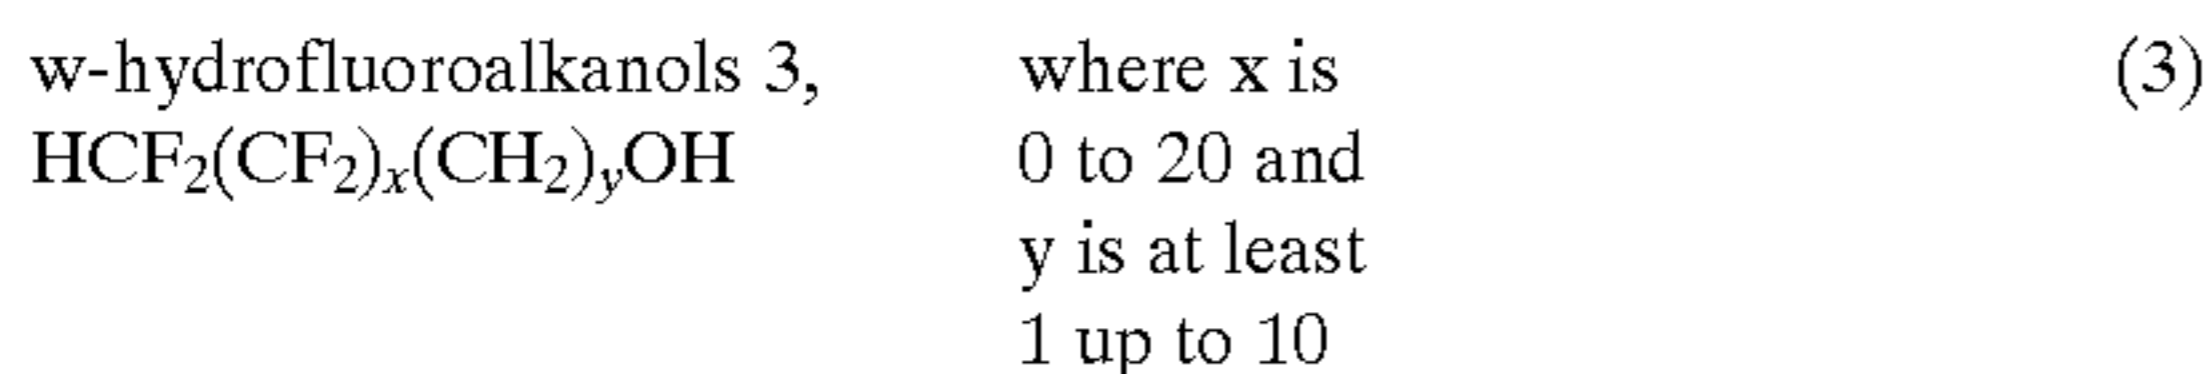 w-hydrofluoroalkanols 3, where x is (3)
HCF₂(CF₂)ₓ(CH₂)ᵧOH 0 to 20 and
y is at least
1 up to 10